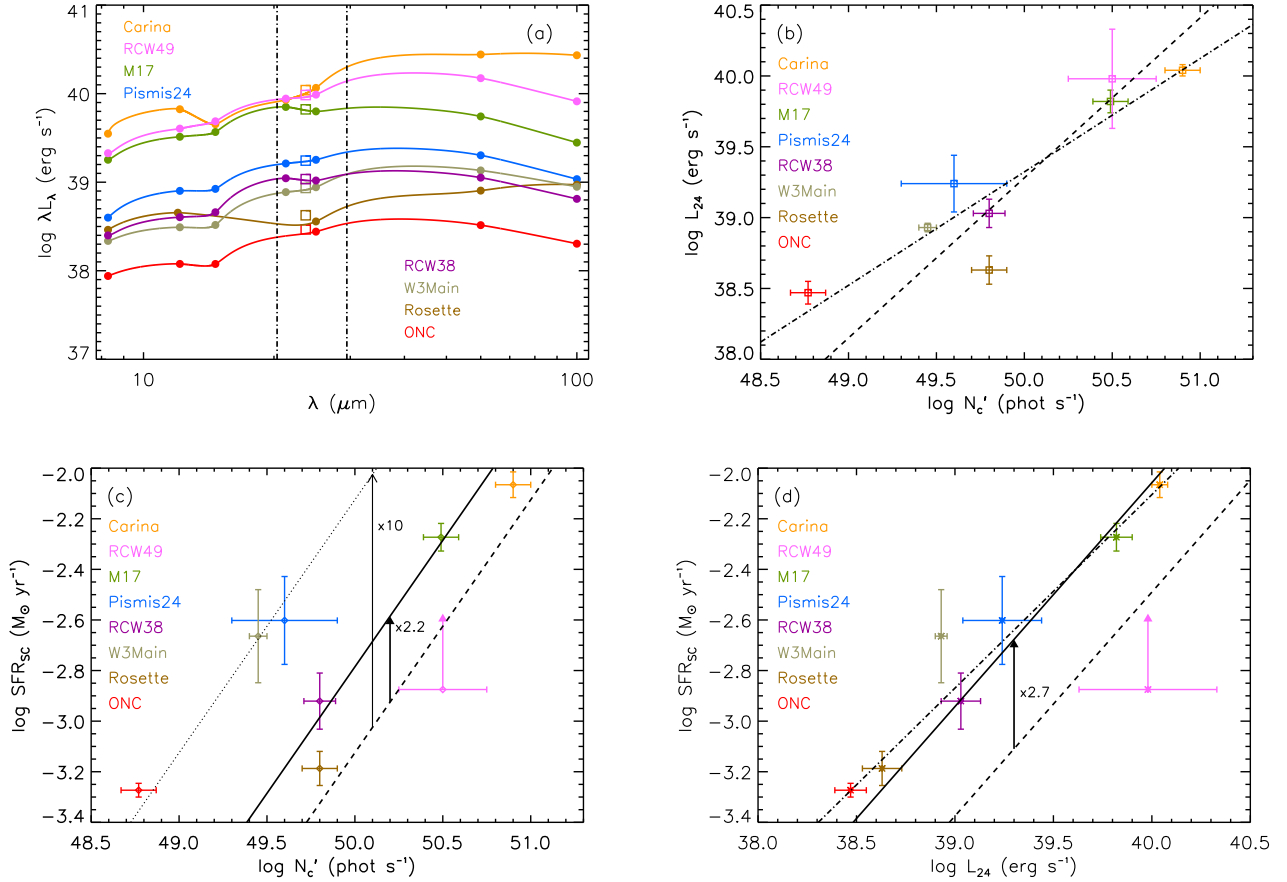 (a)
Carina
RCW49
M17
Pismis24
RCW38
W3Main
Rosette
ONC
41
40
39
38
37
log λL_λ (erg s⁻¹)
10
100
λ (μm)
(b)
Carina
RCW49
M17
Pismis24
RCW38
W3Main
Rosette
ONC
40.5
40.0
39.5
39.0
38.5
38.0
log L₂₄ (erg s⁻¹)
48.5 49.0 49.5 50.0 50.5 51.0
log N_c' (phot s⁻¹)
(c)
Carina
RCW49
M17
Pismis24
RCW38
W3Main
Rosette
ONC
x10
x2.2
−2.0
−2.2
−2.4
−2.6
−2.8
−3.0
−3.2
−3.4
log SFR_SC (M_⊙ yr⁻¹)
48.5 49.0 49.5 50.0 50.5 51.0
log N_c' (phot s⁻¹)
(d)
Carina
RCW49
M17
Pismis24
RCW38
W3Main
Rosette
ONC
x2.7
−2.0
−2.2
−2.4
−2.6
−2.8
−3.0
−3.2
−3.4
log SFR_SC (M_⊙ yr⁻¹)
38.0 38.5 39.0 39.5 40.0 40.5
log L₂₄ (erg s⁻¹)